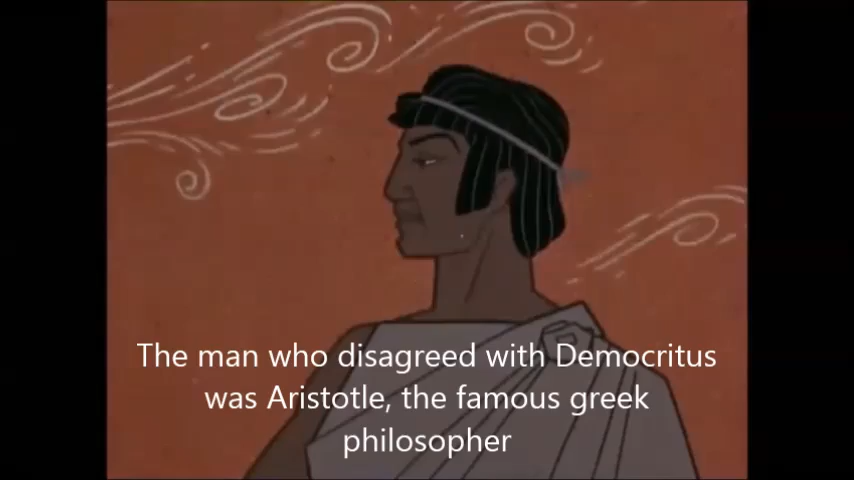 The man who disagreed with Democritus
was Aristotle, the famous greek
philosopher